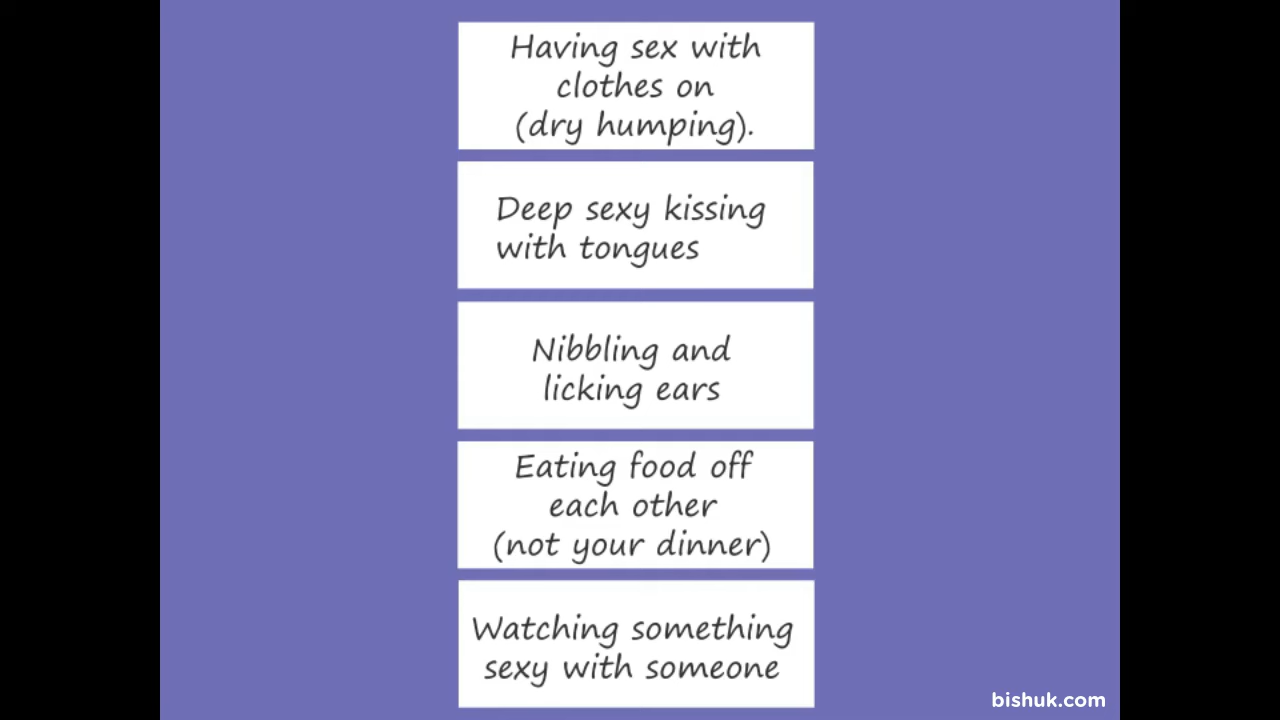 Having sex with
clothes on
(dry humping).
Deep sexy kissing
with tongues
Nibbling and
licking ears
Eating food off
each other
(not your dinner)
Watching something
sexy with someone
bishuk.com